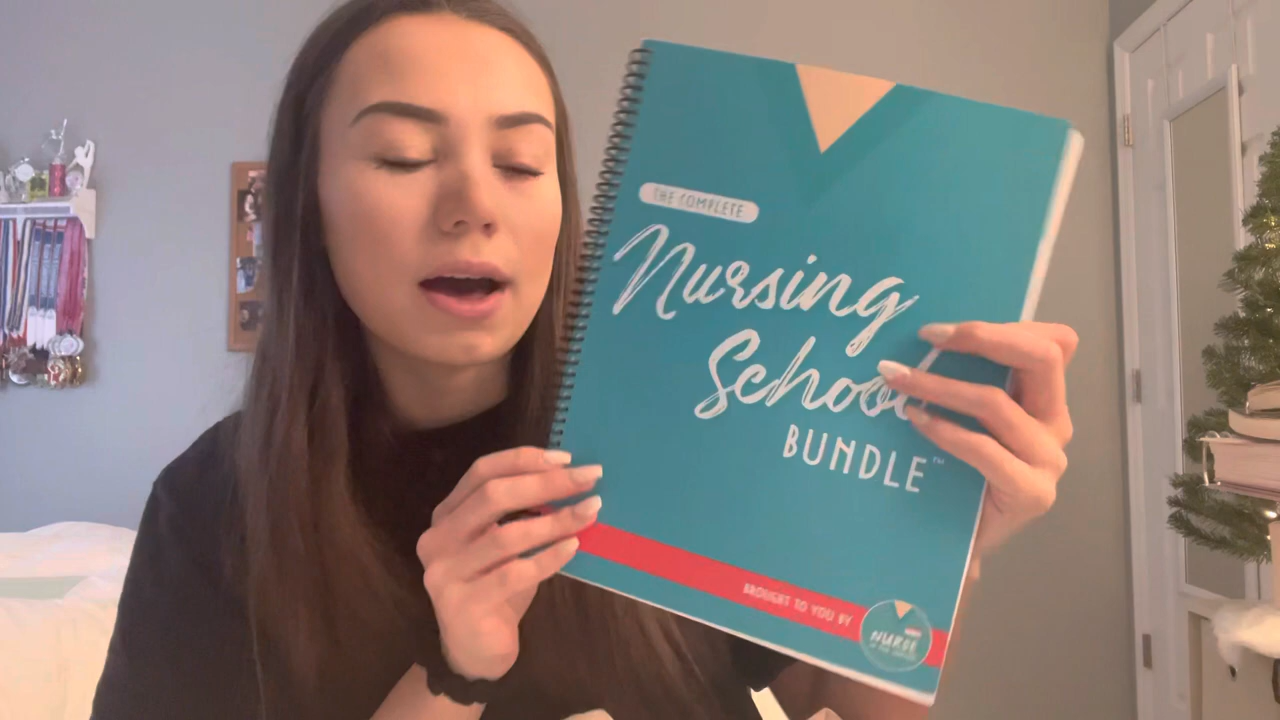 THE COMPLETE
Nursing
School
BUNDLE™
BROUGHT TO YOU BY
NURSE